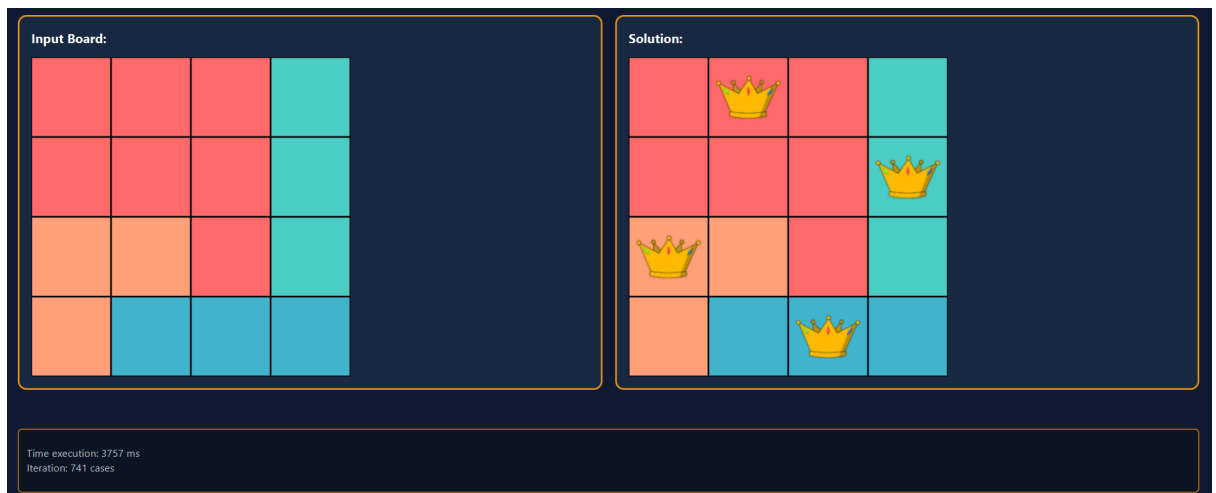 Input Board:
Solution:
Time execution: 3757 ms
Iteration: 741 cases